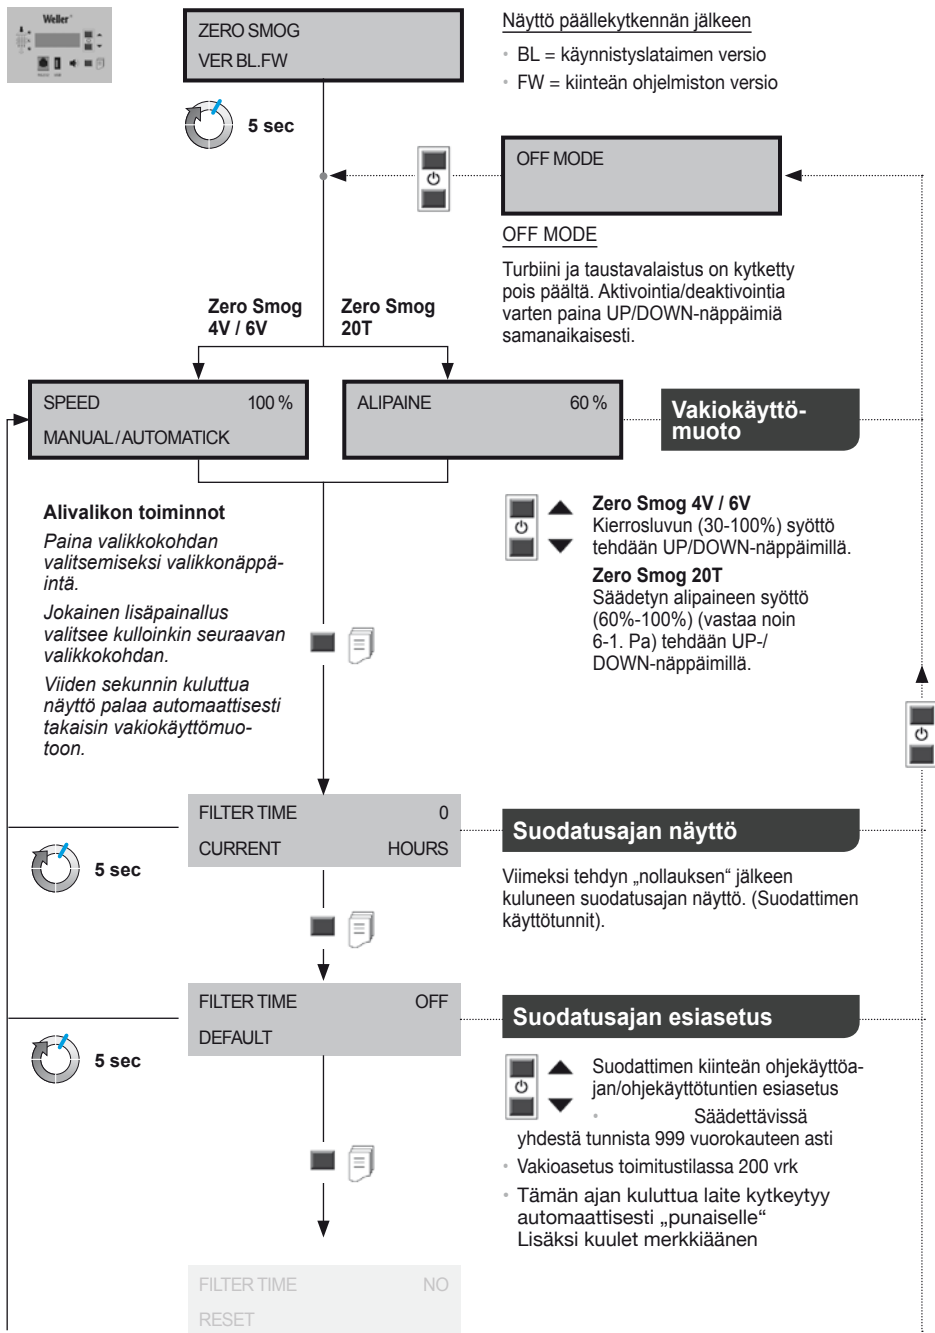 Weller
ZERO SMOG
VER BL.FW
Näyttö päällekytkennän jälkeen
• BL = käynnistyslataimen versio
• FW = kiinteän ohjelmiston versio
5 sec
OFF MODE
OFF MODE
Turbiini ja taustavalaistus on kytketty
pois päältä. Aktivointia/deaktivointia
varten paina UP/DOWN-näppäimiä
samanaikaisesti.
Zero Smog
4V / 6V
Zero Smog
20T
SPEED 100 %
MANUAL/AUTOMATICK
ALIPAINE 60 %
Vakiokäyttö-
muoto
Alivalikon toiminnot
Paina valikkokohdan
valitsemiseksi valikkonäppä-
intä.
Jokainen lisäpainallus
valitsee kulloinkin seuraavan
valikkokohdan.
Viiden sekunnin kuluttua
näyttö palaa automaattisesti
takaisin vakiokäyttömuo-
toon.
Zero Smog 4V / 6V
Kierrosluvun (30-100%) syöttö
tehdään UP/DOWN-näppäimillä.
Zero Smog 20T
Säädetyn alipaineen syöttö
(60%-100%) (vastaa noin
6-1. Pa) tehdään UP-/
DOWN-näppäimillä.
FILTER TIME 0
CURRENT HOURS
5 sec
Suodatusajan näyttö
Viimeksi tehdyn „nollauksen“ jälkeen
kuluneen suodatusajan näyttö. (Suodattimen
käyttötunnit).
FILTER TIME OFF
DEFAULT
5 sec
Suodatusajan esiasetus
Suodattimen kiinteän ohjekäyttöa-
jan/ohjekäyttötuntien esiasetus
• Säädettävissä
yhdestä tunnista 999 vuorokauteen asti
• Vakioasetus toimitustilassa 200 vrk
• Tämän ajan kuluttua laite kytkeytyy
automaattisesti „punaiselle“
Lisäksi kuulet merkkiäänen
FILTER TIME NO
RESET